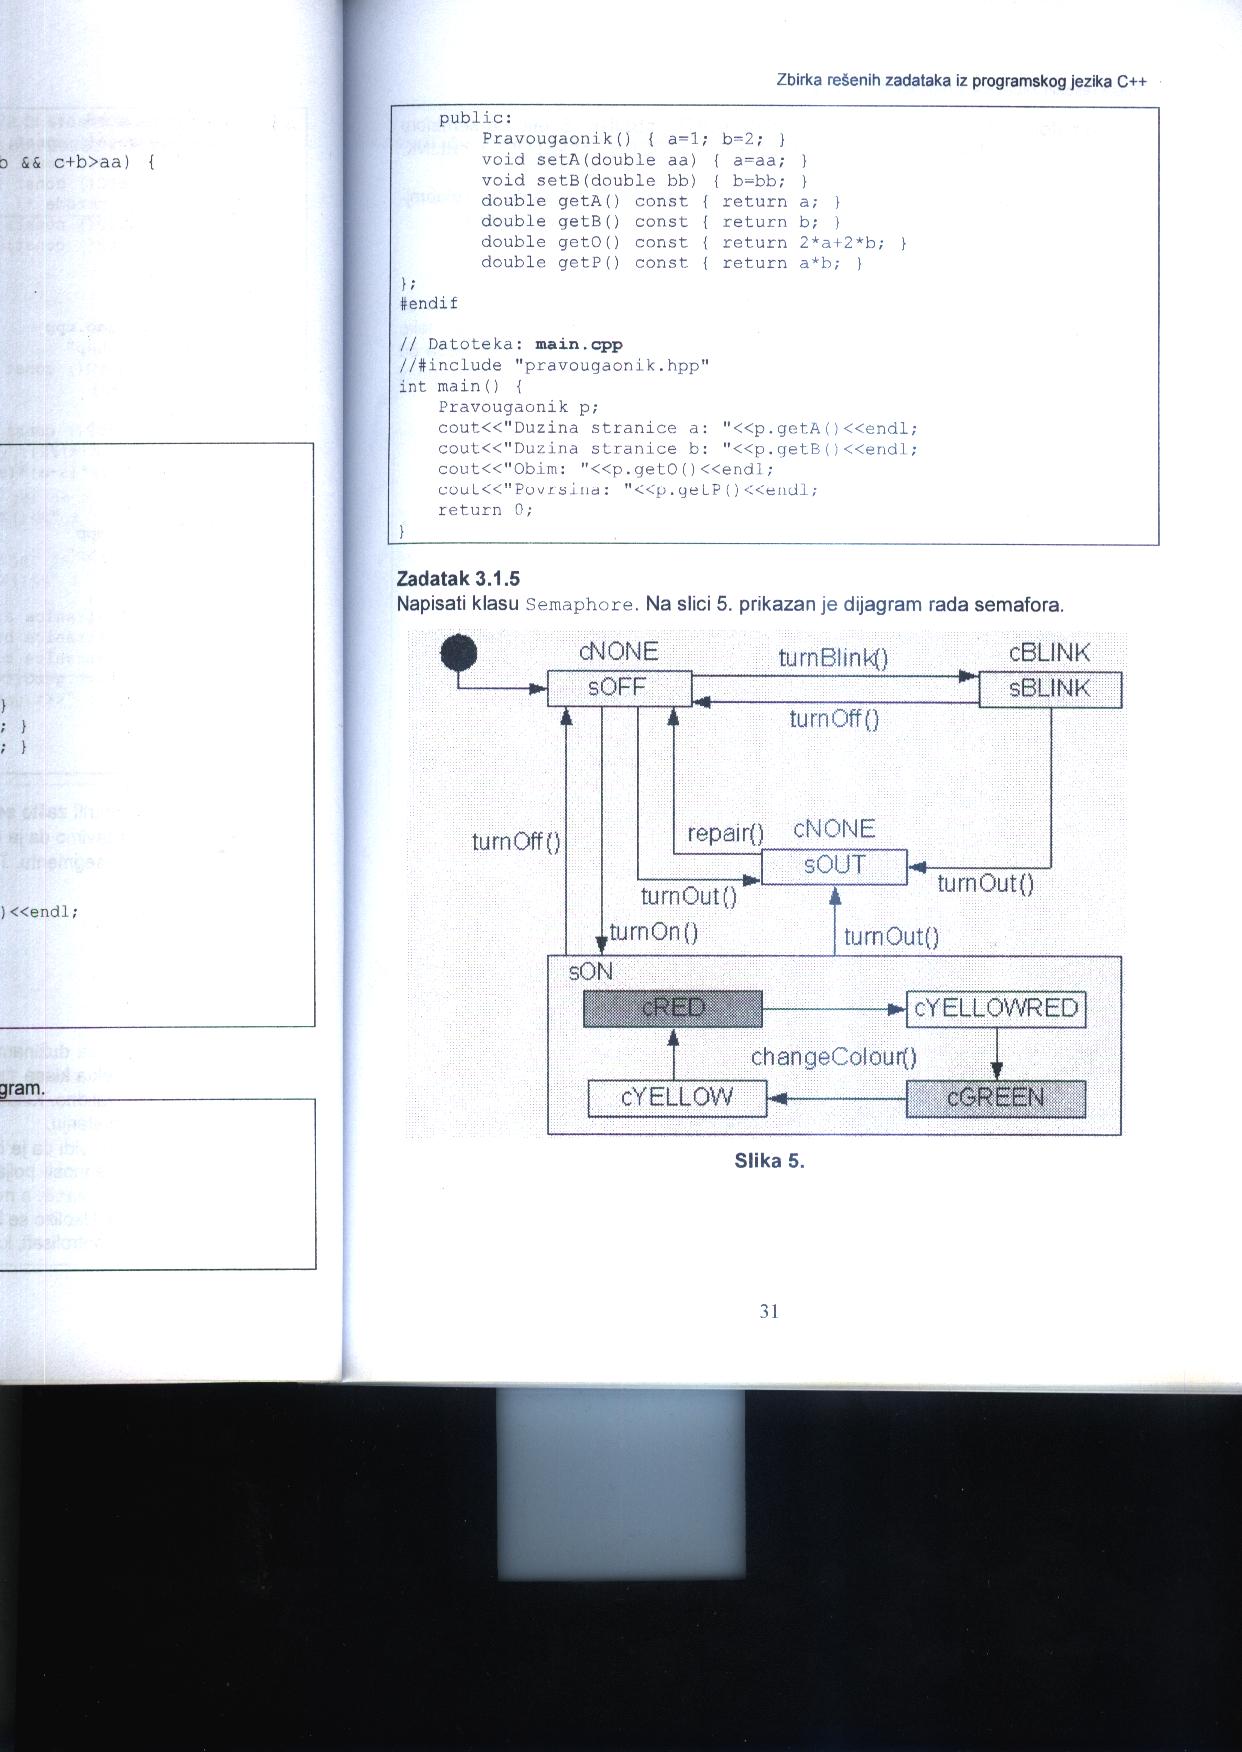 Zbirka rešenih zadataka iz programskog jezika C++
&& c+b>aa) {
}
; }
; }
)<<endl;
gram.
public:
Pravougaonik() { a=1; b=2; }
void setA(double aa) { a=aa; }
void setB(double bb) { b=bb; }
double getA() const { return a; }
double getB() const { return b; }
double getO() const { return 2*a+2*b; }
double getP() const { return a*b; }
};
#endif
// Datoteka: main.cpp
//#include "pravougaonik.hpp"
int main() {
Pravougaonik p;
cout<<"Duzina stranice a: "<<p.getA()<<endl;
cout<<"Duzina stranice b: "<<p.getB()<<endl;
cout<<"Obim: "<<p.getO()<<endl;
cout<<"Povrsina: "<<p.getP()<<endl;
return 0;
}
Zadatak 3.1.5
Napisati klasu Semaphore. Na slici 5. prikazan je dijagram rada semafora.
cNONE
turnBlink()
cBLINK
sOFF
sBLINK
turnOff()
turnOff()
repair()
cNONE
sOUT
turnOut()
turnOut()
turnOn()
turnOut()
sON
cRED
cYELLOWRED
changeColour()
cYELLOW
cGREEN
Slika 5.
31